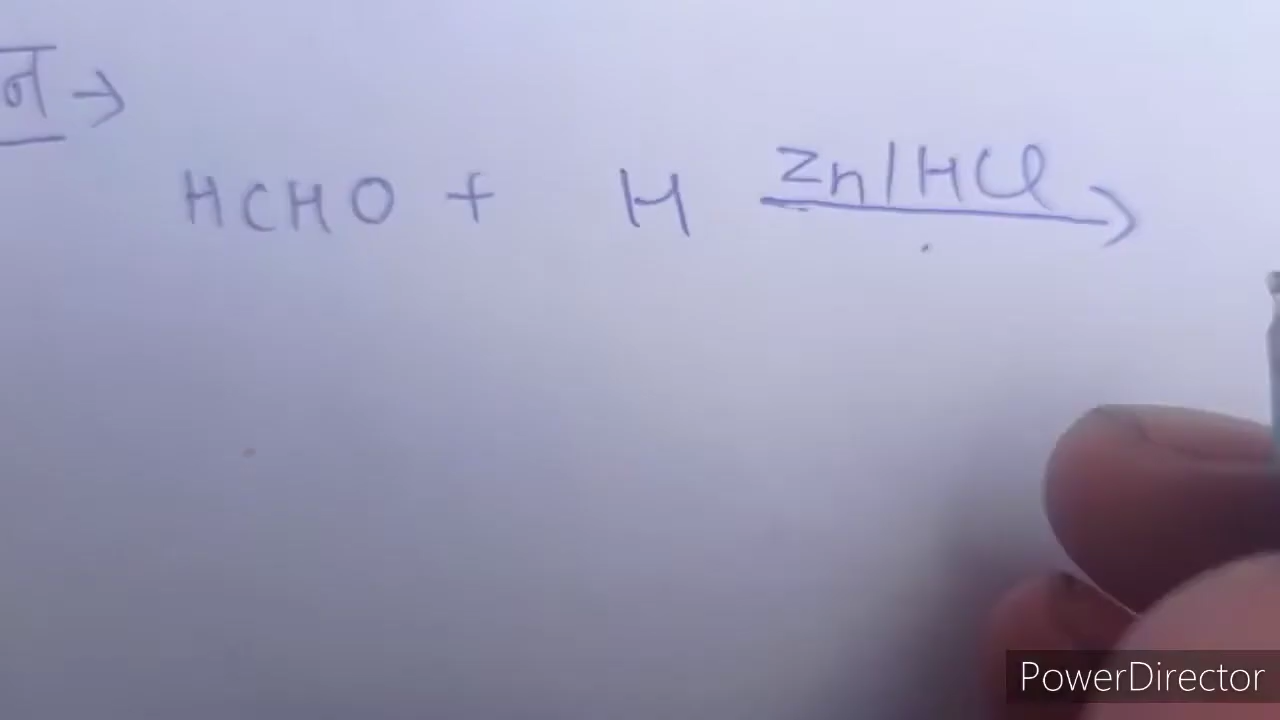 न →
Zn/HCl
HCHO + H →
PowerDirector